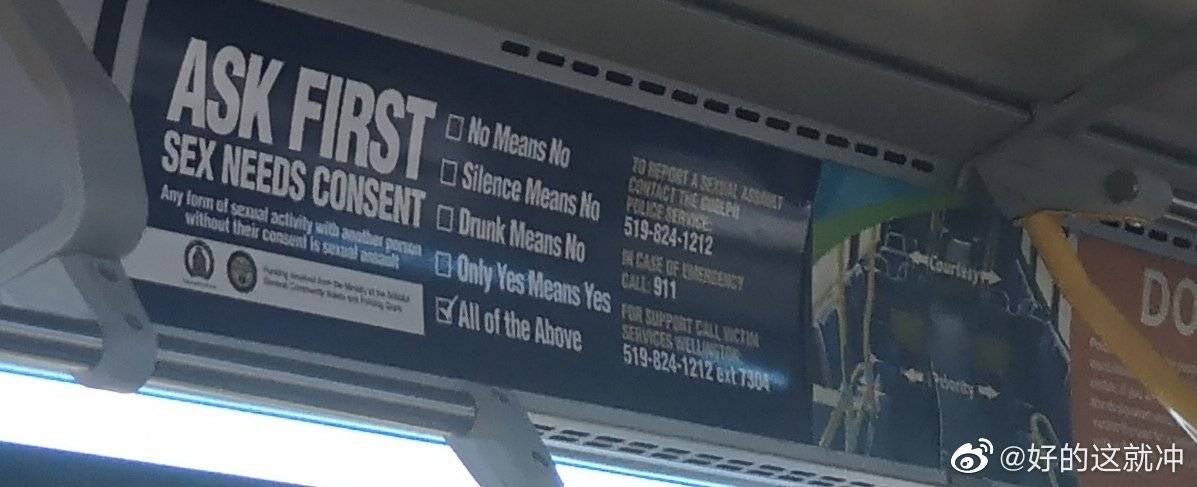 ASK FIRST
SEX NEEDS CONSENT
Any form of sexual activity with another person
without their consent is sexual assault
No Means No
Silence Means No
Drunk Means No
Only Yes Means Yes
All of the Above
TO REPORT A SEXUAL ASSAULT
CONTACT THE GUELPH
POLICE SERVICE:
519-824-1212
IN CASE OF EMERGENCY
CALL: 911
FOR SUPPORT CALL VICTIM
SERVICES WELLINGTON:
519-824-1212 ext 7304
Courtesy
Priority
DO
@好的这就冲